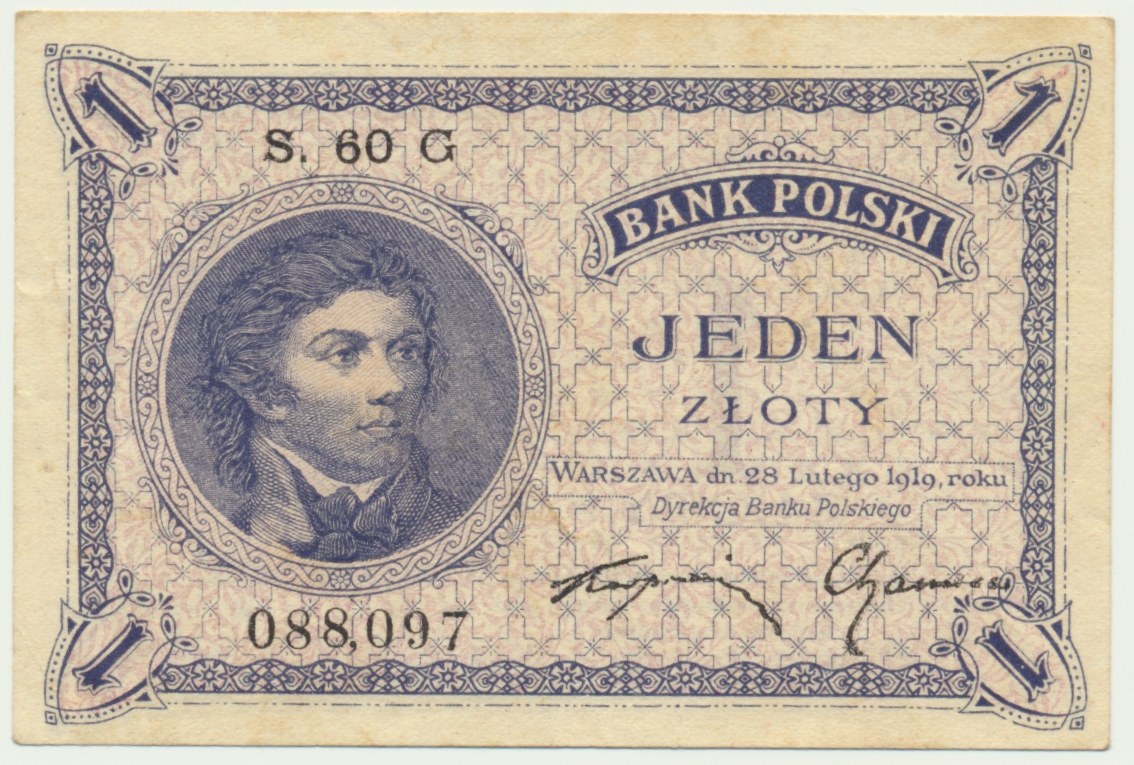 1
1
S. 60 G
BANK POLSKI
JEDEN
ZŁOTY
WARSZAWA dn. 28 Lutego 1919, roku
Dyrekcja Banku Polskiego
088,097
1
1